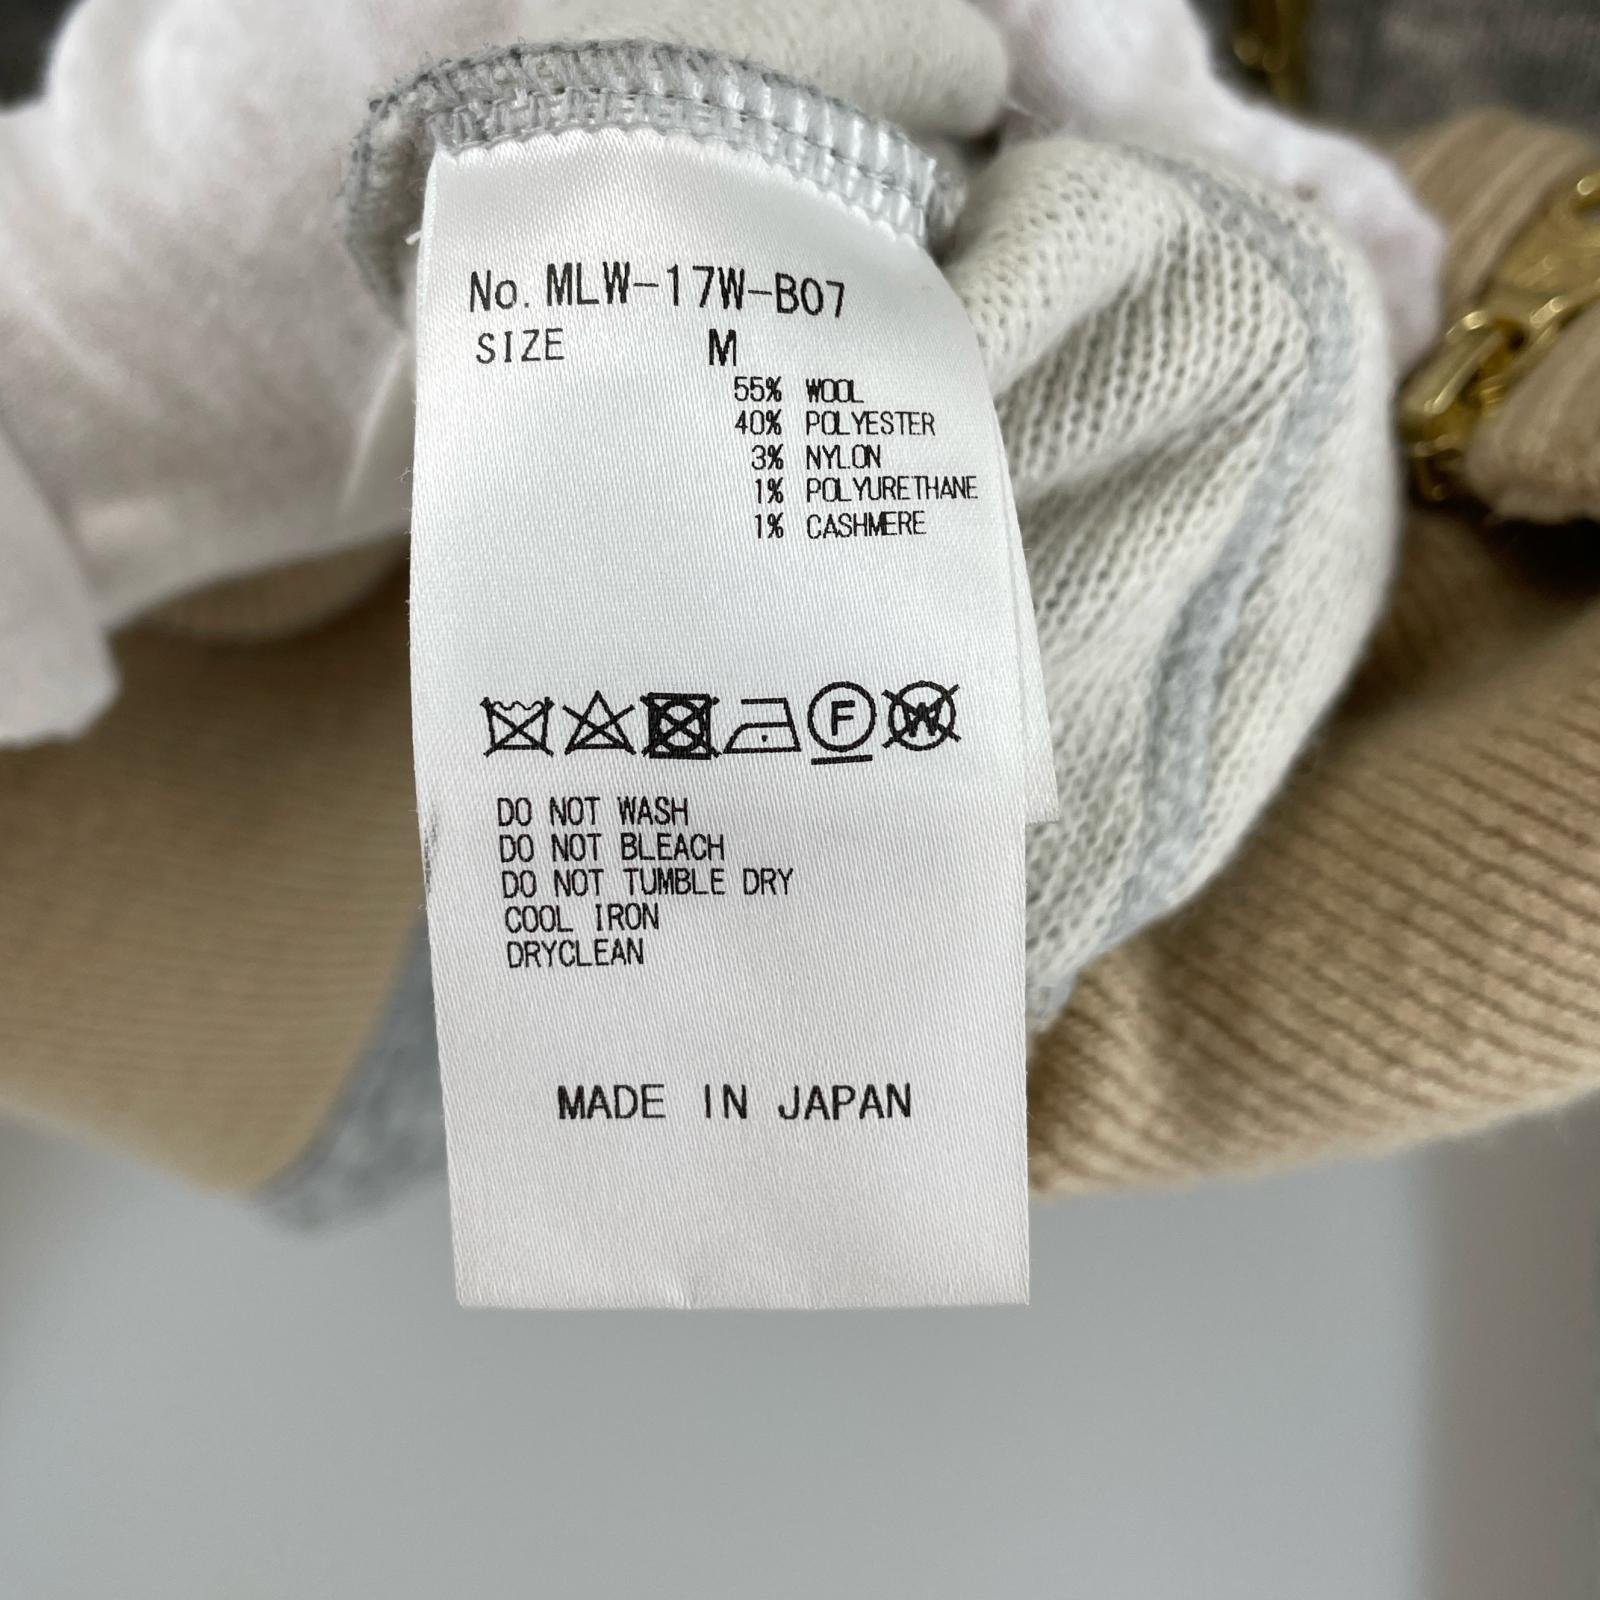 No. MLW-17W-B07
SIZE M
55% WOOL
40% POLYESTER
3% NYLON
1% POLYURETHANE
1% CASHMERE
F W
DO NOT WASH
DO NOT BLEACH
DO NOT TUMBLE DRY
COOL IRON
DRYCLEAN
MADE IN JAPAN